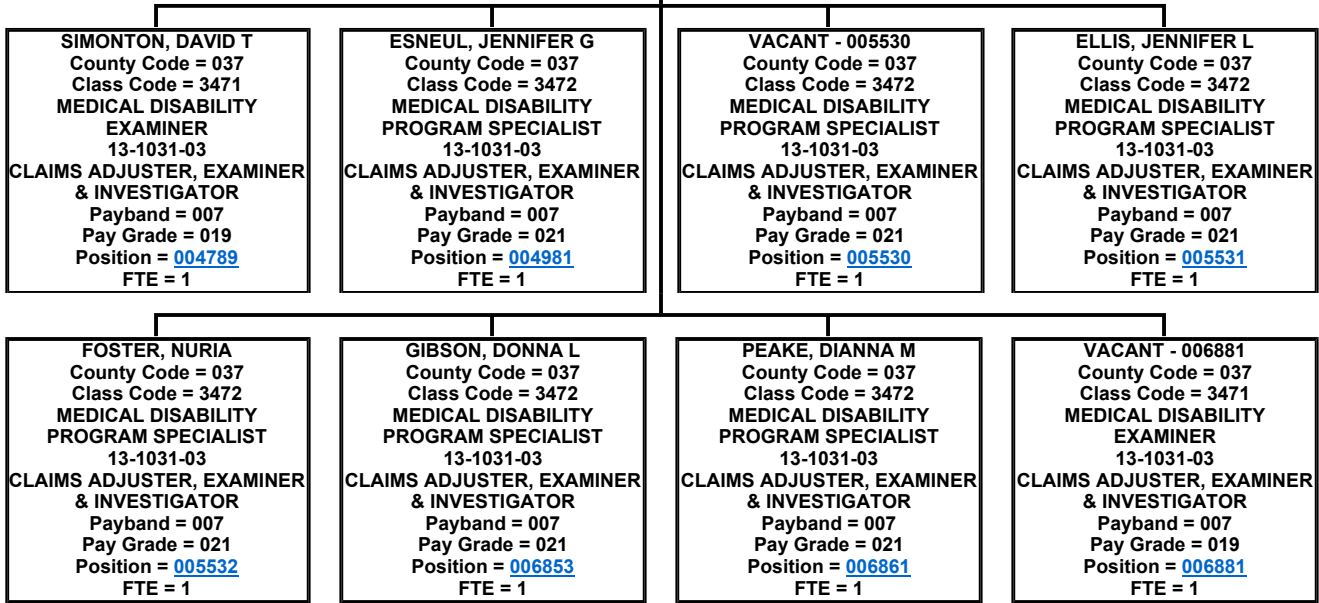 SIMONTON, DAVID T
County Code = 037
Class Code = 3471
MEDICAL DISABILITY
EXAMINER
13-1031-03
CLAIMS ADJUSTER, EXAMINER
& INVESTIGATOR
Payband = 007
Pay Grade = 019
Position = 004789
FTE = 1
ESNEUL, JENNIFER G
County Code = 037
Class Code = 3472
MEDICAL DISABILITY
PROGRAM SPECIALIST
13-1031-03
CLAIMS ADJUSTER, EXAMINER
& INVESTIGATOR
Payband = 007
Pay Grade = 021
Position = 004981
FTE = 1
VACANT - 005530
County Code = 037
Class Code = 3472
MEDICAL DISABILITY
PROGRAM SPECIALIST
13-1031-03
CLAIMS ADJUSTER, EXAMINER
& INVESTIGATOR
Payband = 007
Pay Grade = 021
Position = 005530
FTE = 1
ELLIS, JENNIFER L
County Code = 037
Class Code = 3472
MEDICAL DISABILITY
PROGRAM SPECIALIST
13-1031-03
CLAIMS ADJUSTER, EXAMINER
& INVESTIGATOR
Payband = 007
Pay Grade = 021
Position = 005531
FTE = 1
FOSTER, NURIA
County Code = 037
Class Code = 3472
MEDICAL DISABILITY
PROGRAM SPECIALIST
13-1031-03
CLAIMS ADJUSTER, EXAMINER
& INVESTIGATOR
Payband = 007
Pay Grade = 021
Position = 005532
FTE = 1
GIBSON, DONNA L
County Code = 037
Class Code = 3472
MEDICAL DISABILITY
PROGRAM SPECIALIST
13-1031-03
CLAIMS ADJUSTER, EXAMINER
& INVESTIGATOR
Payband = 007
Pay Grade = 021
Position = 006853
FTE = 1
PEAKE, DIANNA M
County Code = 037
Class Code = 3472
MEDICAL DISABILITY
PROGRAM SPECIALIST
13-1031-03
CLAIMS ADJUSTER, EXAMINER
& INVESTIGATOR
Payband = 007
Pay Grade = 021
Position = 006861
FTE = 1
VACANT - 006881
County Code = 037
Class Code = 3471
MEDICAL DISABILITY
EXAMINER
13-1031-03
CLAIMS ADJUSTER, EXAMINER
& INVESTIGATOR
Payband = 007
Pay Grade = 019
Position = 006881
FTE = 1